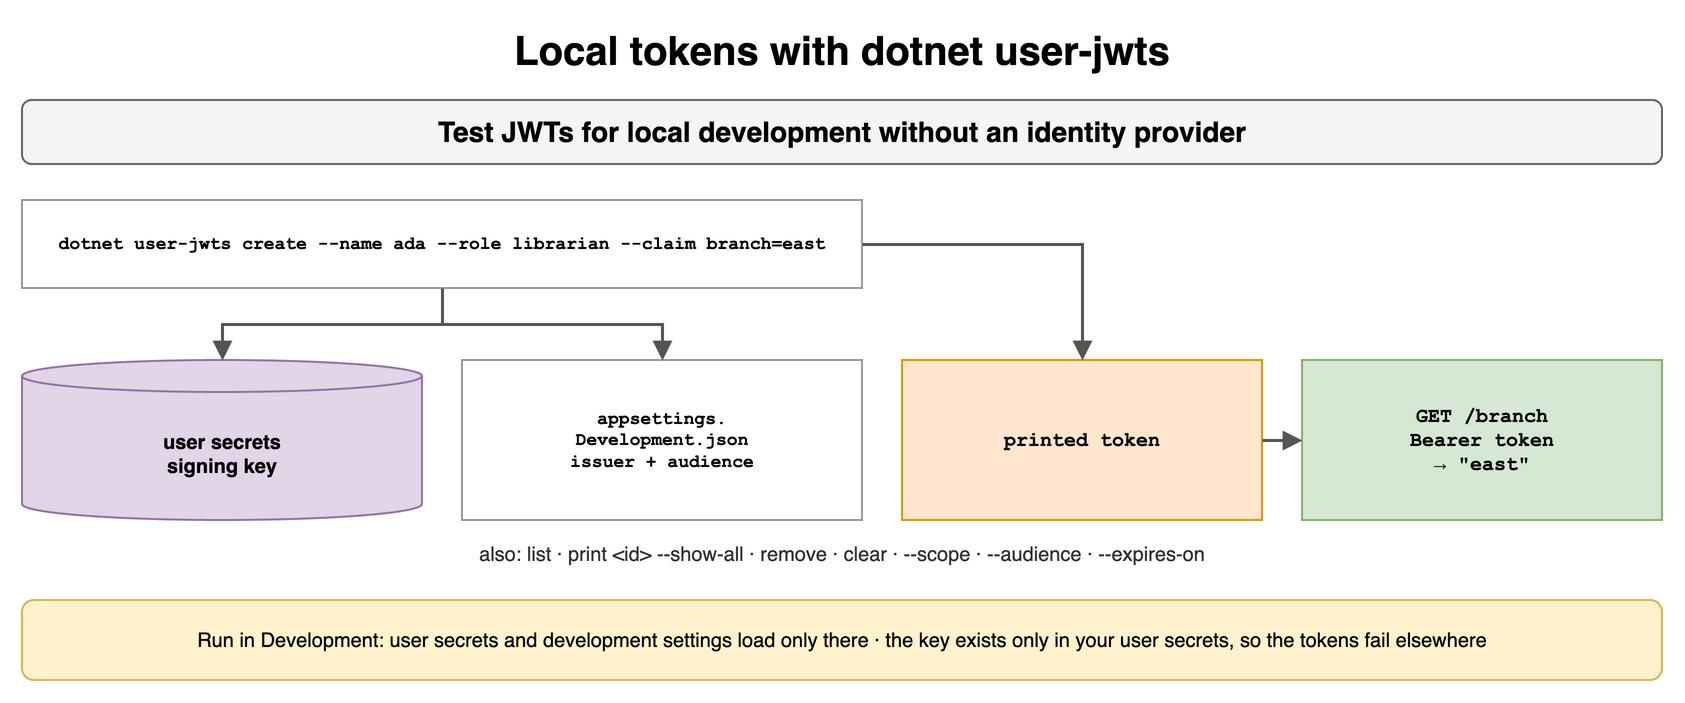 Local tokens with dotnet user-jwts
Test JWTs for local development without an identity provider
dotnet user-jwts create --name ada --role librarian --claim branch=east
user secrets
signing key
appsettings.
Development.json
issuer + audience
printed token
GET /branch
Bearer token
→ "east"
also: list · print <id> --show-all · remove · clear · --scope · --audience · --expires-on
Run in Development: user secrets and development settings load only there · the key exists only in your user secrets, so the tokens fail elsewhere